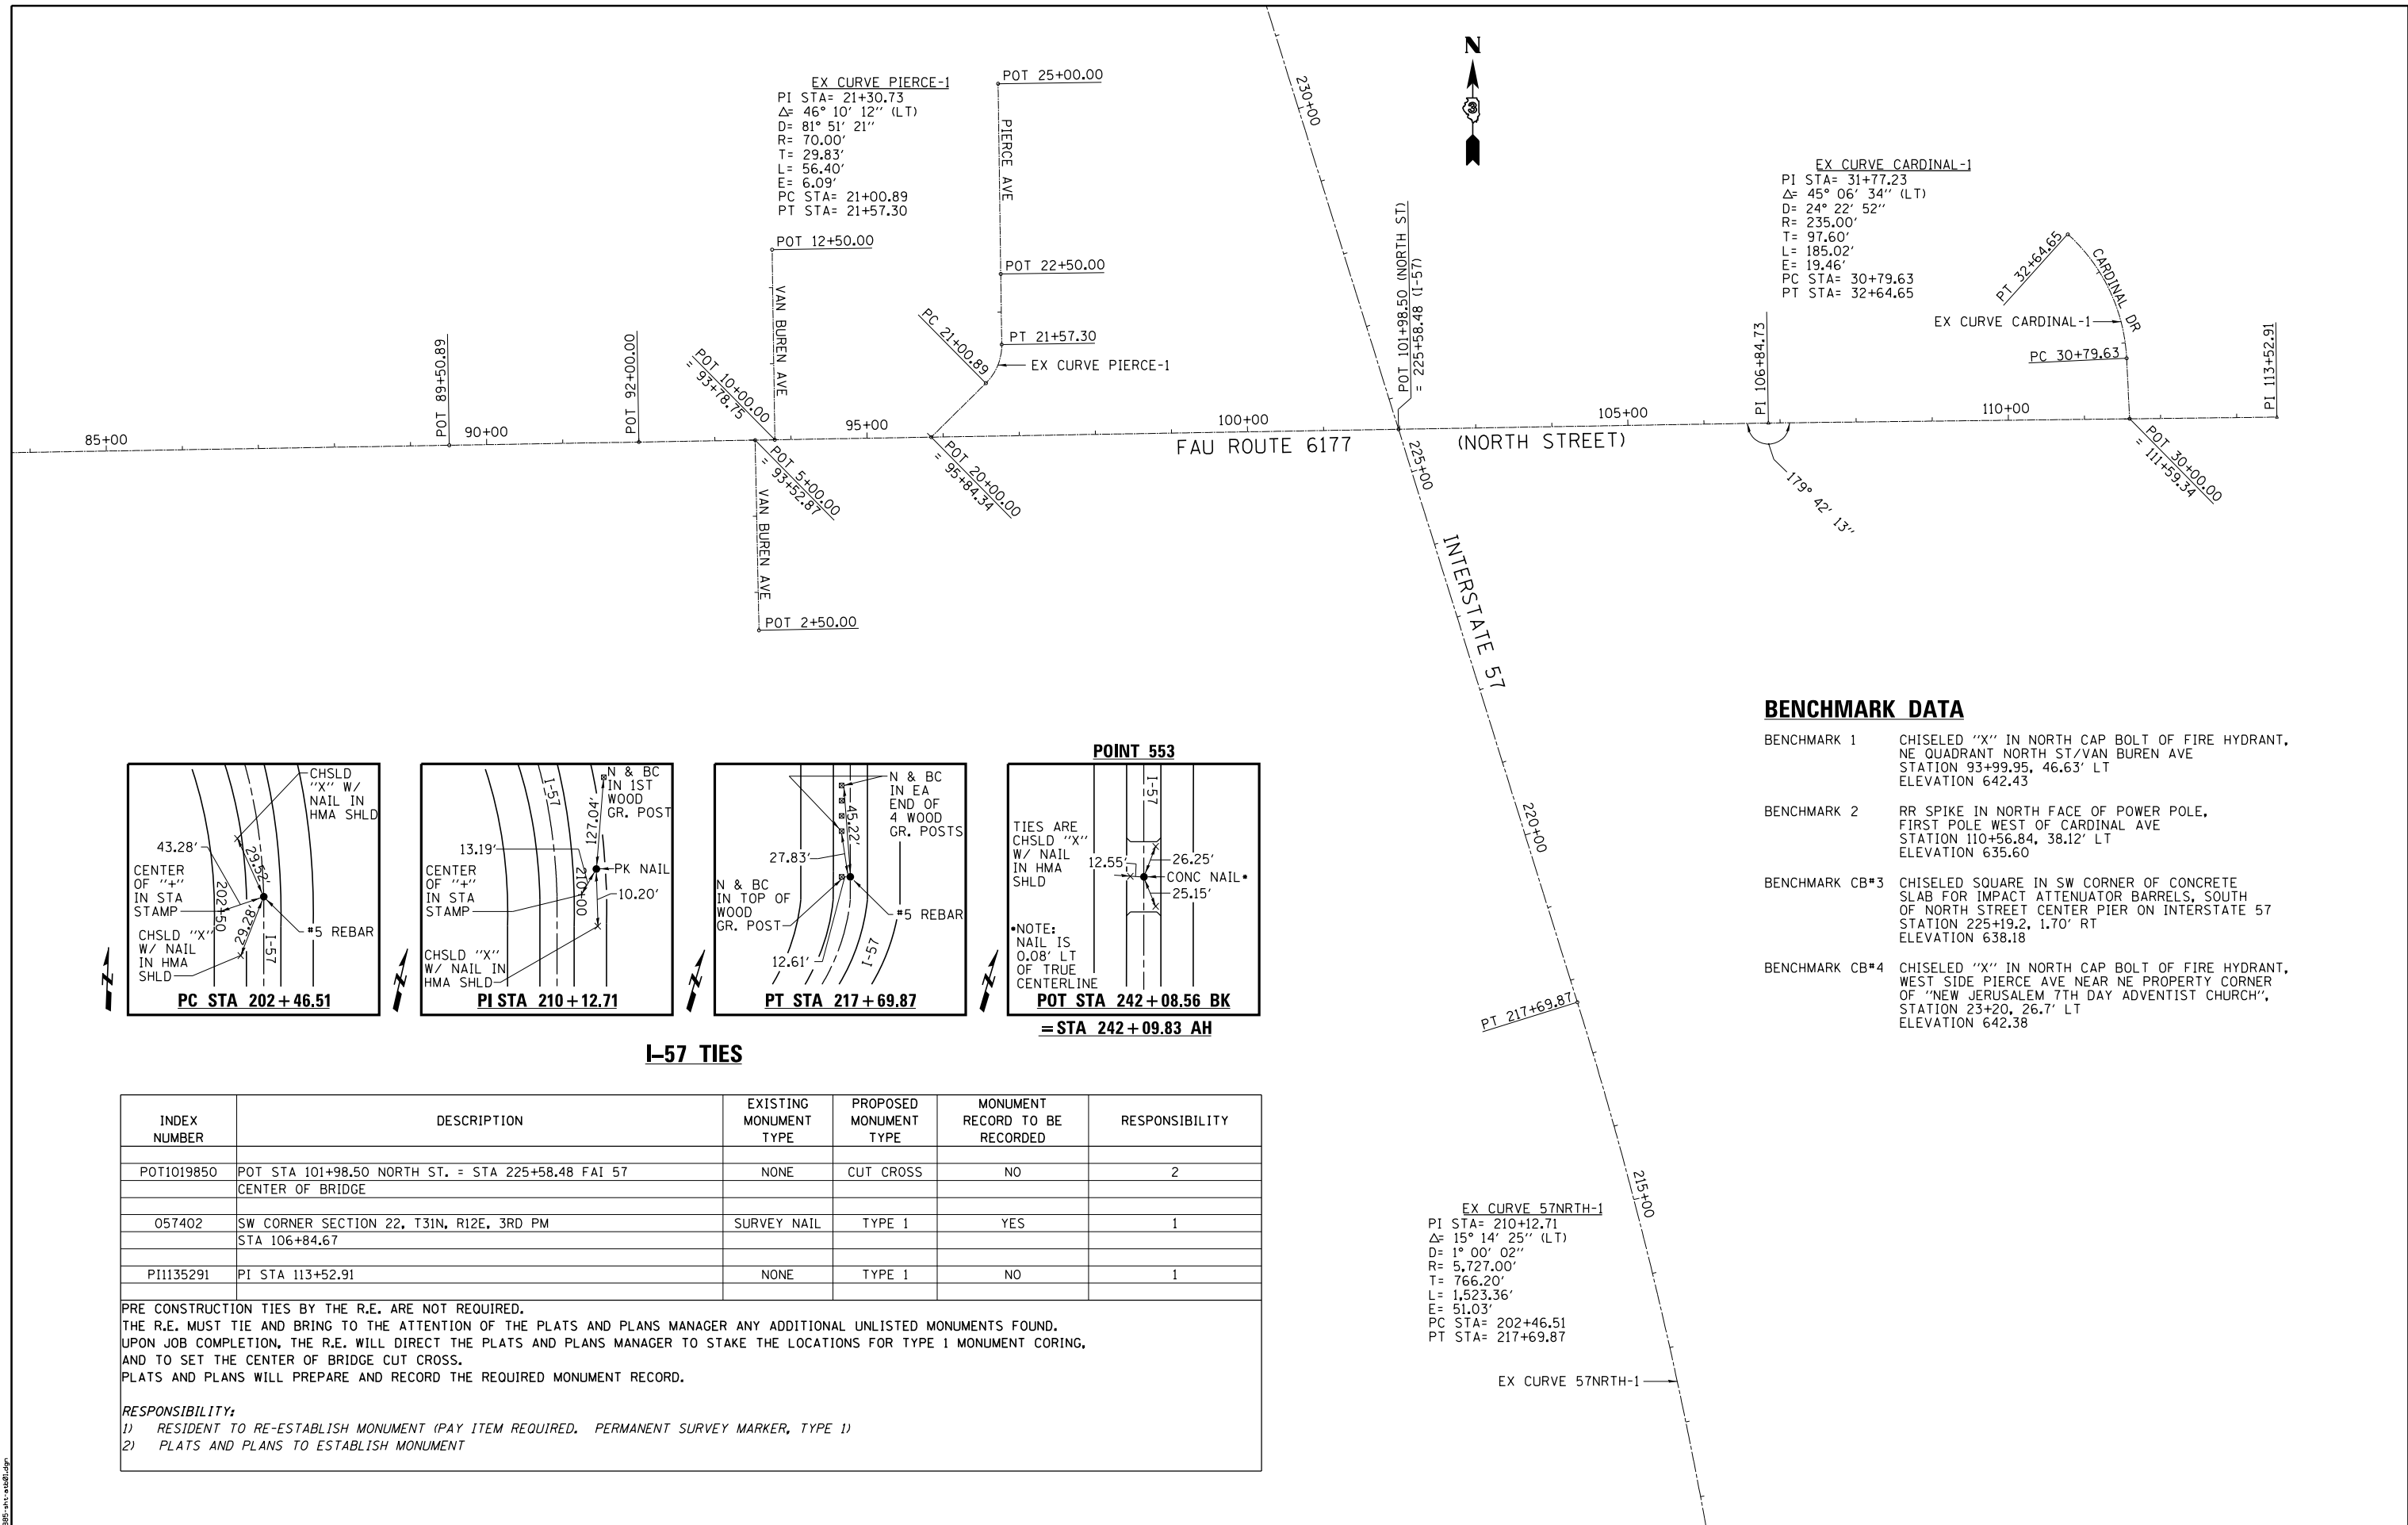 N
230+00
EX CURVE PIERCE-1
PI STA= 21+30.73
Δ= 46° 10' 12" (LT)
D= 81° 51' 21"
R= 70.00'
T= 29.83'
L= 56.40'
E= 6.09'
PC STA= 21+00.89
PT STA= 21+57.30
POT 25+00.00
PIERCE AVE
POT 22+50.00
PT 21+57.30
EX CURVE PIERCE-1
PC 21+00.89
POT 12+50.00
VAN BUREN AVE
POT 10+00.00
= 93+78.75
POT 89+50.89
POT 92+00.00
85+00
90+00
95+00
100+00
105+00
110+00
POT 5+00.00
= 93+52.87
VAN BUREN AVE
POT 2+50.00
POT 20+00.00
= 95+84.34
FAU ROUTE 6177
(NORTH STREET)
POT 101+98.50 (NORTH ST)
= 225+58.48 (I-57)
225+00
INTERSTATE 57
EX CURVE CARDINAL-1
PI STA= 31+77.23
Δ= 45° 06' 34" (LT)
D= 24° 22' 52"
R= 235.00'
T= 97.60'
L= 185.02'
E= 19.46'
PC STA= 30+79.63
PT STA= 32+64.65
PT 32+64.65
CARDINAL DR
EX CURVE CARDINAL-1
PC 30+79.63
PI 106+84.73
PI 113+52.91
179° 42' 13"
POT 30+00.00
= 111+59.34
BENCHMARK DATA
BENCHMARK 1 CHISELED "X" IN NORTH CAP BOLT OF FIRE HYDRANT,
NE QUADRANT NORTH ST/VAN BUREN AVE
STATION 93+99.95, 46.63' LT
ELEVATION 642.43
BENCHMARK 2 RR SPIKE IN NORTH FACE OF POWER POLE,
FIRST POLE WEST OF CARDINAL AVE
STATION 110+56.84, 38.12' LT
ELEVATION 635.60
BENCHMARK CB#3 CHISELED SQUARE IN SW CORNER OF CONCRETE
SLAB FOR IMPACT ATTENUATOR BARRELS, SOUTH
OF NORTH STREET CENTER PIER ON INTERSTATE 57
STATION 225+19.2, 1.70' RT
ELEVATION 638.18
BENCHMARK CB#4 CHISELED "X" IN NORTH CAP BOLT OF FIRE HYDRANT,
WEST SIDE PIERCE AVE NEAR NE PROPERTY CORNER
OF "NEW JERUSALEM 7TH DAY ADVENTIST CHURCH",
STATION 23+20, 26.7' LT
ELEVATION 642.38
220+00
PT 217+69.87
215+00
EX CURVE 57NRTH-1
PI STA= 210+12.71
Δ= 15° 14' 25" (LT)
D= 1° 00' 02"
R= 5,727.00'
T= 766.20'
L= 1,523.36'
E= 51.03'
PC STA= 202+46.51
PT STA= 217+69.87
EX CURVE 57NRTH-1
N
CHSLD
"X" W/
NAIL IN
HMA SHLD
43.28'
29.52'
CENTER
OF "+"
IN STA
STAMP
202+50
29.28'
#5 REBAR
CHSLD "X"
W/ NAIL
IN HMA
SHLD
I-57
PC STA 202+46.51
N
I-57
N & BC
IN 1ST
WOOD
GR. POST
127.04'
13.19'
CENTER
OF "+"
IN STA
STAMP
PK NAIL
210+00
10.20'
CHSLD "X"
W/ NAIL IN
HMA SHLD
PI STA 210+12.71
N
N & BC
IN EA
END OF
4 WOOD
GR. POSTS
45.22'
27.83'
N & BC
IN TOP OF
WOOD
GR. POST
#5 REBAR
12.61'
I-57
PT STA 217+69.87
N
POINT 553
I-57
TIES ARE
CHSLD "X"
W/ NAIL
IN HMA
SHLD
12.55'
26.25'
CONC NAIL•
25.15'
•NOTE:
NAIL IS
0.08' LT
OF TRUE
CENTERLINE
POT STA 242+08.56 BK
=STA 242+09.83 AH
I-57 TIES
INDEX NUMBER DESCRIPTION EXISTING MONUMENT TYPE PROPOSED MONUMENT TYPE MONUMENT RECORD TO BE RECORDED RESPONSIBILITY
POT1019850 POT STA 101+98.50 NORTH ST. = STA 225+58.48 FAI 57 NONE CUT CROSS NO 2
CENTER OF BRIDGE
057402 SW CORNER SECTION 22, T31N, R12E, 3RD PM SURVEY NAIL TYPE 1 YES 1
STA 106+84.67
PI1135291 PI STA 113+52.91 NONE TYPE 1 NO 1
PRE CONSTRUCTION TIES BY THE R.E. ARE NOT REQUIRED.
THE R.E. MUST TIE AND BRING TO THE ATTENTION OF THE PLATS AND PLANS MANAGER ANY ADDITIONAL UNLISTED MONUMENTS FOUND.
UPON JOB COMPLETION, THE R.E. WILL DIRECT THE PLATS AND PLANS MANAGER TO STAKE THE LOCATIONS FOR TYPE 1 MONUMENT CORING,
AND TO SET THE CENTER OF BRIDGE CUT CROSS.
PLATS AND PLANS WILL PREPARE AND RECORD THE REQUIRED MONUMENT RECORD.
RESPONSIBILITY:
1) RESIDENT TO RE-ESTABLISH MONUMENT (PAY ITEM REQUIRED. PERMANENT SURVEY MARKER, TYPE 1)
2) PLATS AND PLANS TO ESTABLISH MONUMENT